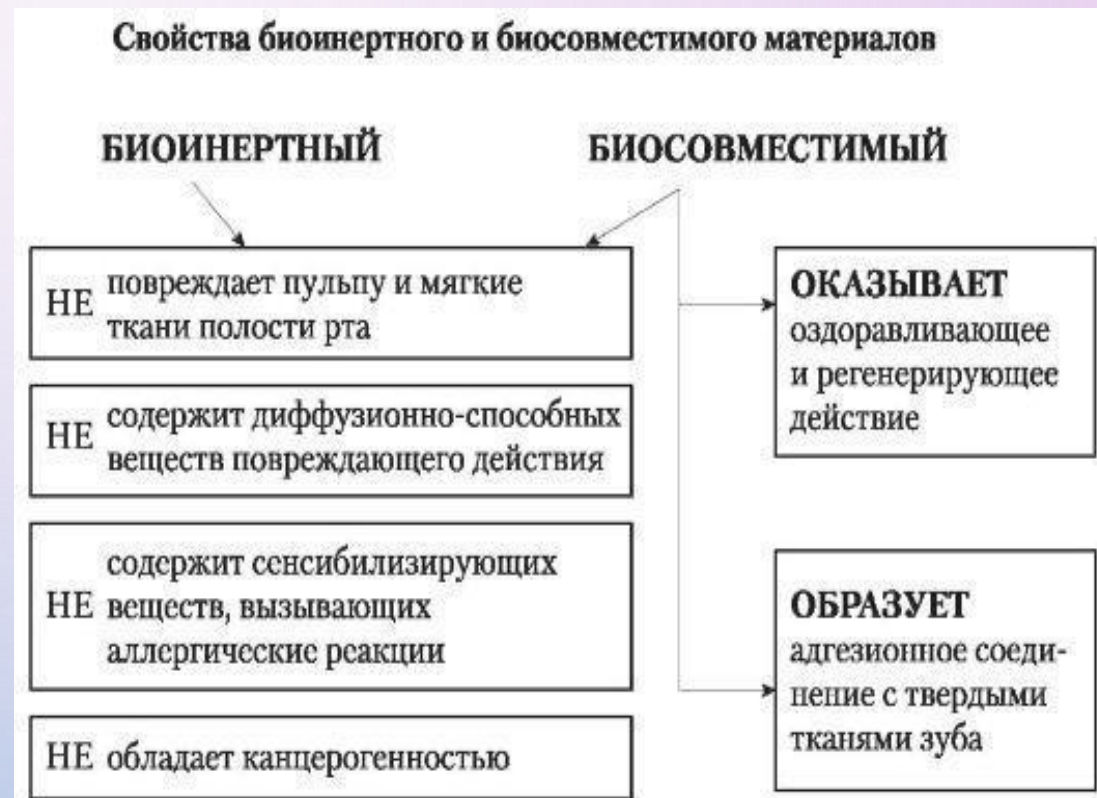 Свойства биоинертного и биосовместимого материалов
БИОИНЕРТНЫЙ
БИОСОВМЕСТИМЫЙ
НЕ повреждает пульпу и мягкие
ткани полости рта
НЕ содержит диффузионно-способных
веществ повреждающего действия
содержит сенсибилизирующих
НЕ веществ, вызывающих
аллергические реакции
НЕ обладает канцерогенностью
ОКАЗЫВАЕТ
оздоравливающее
и регенерирующее
действие
ОБРАЗУЕТ
адгезионное соеди-
нение с твердыми
тканями зуба